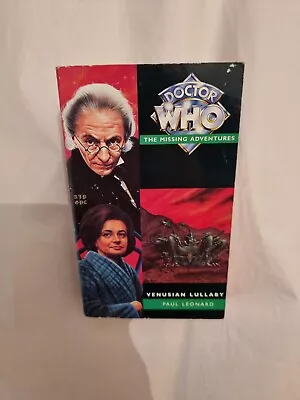 DOCTOR
WHO
THE MISSING ADVENTURES
VENUSIAN LULLABY
PAUL LEONARD